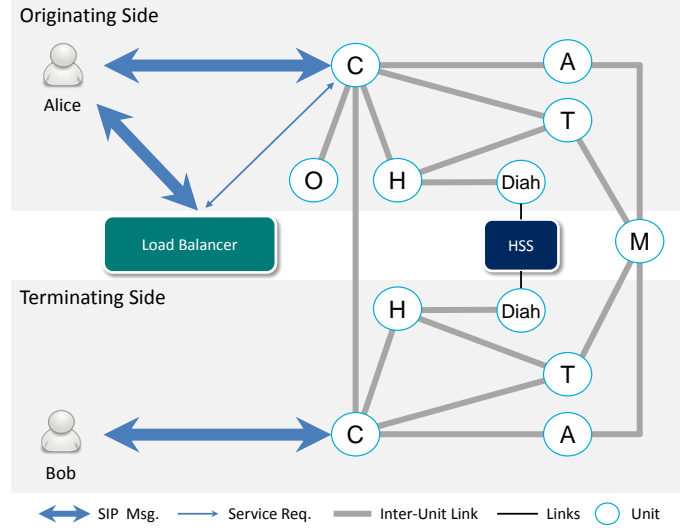 Originating Side
Alice
C
A
T
O
H
Diah
Load Balancer
HSS
M
Terminating Side
H
Diah
T
C
A
Bob
SIP Msg.
Service Req.
Inter-Unit Link
Links
Unit